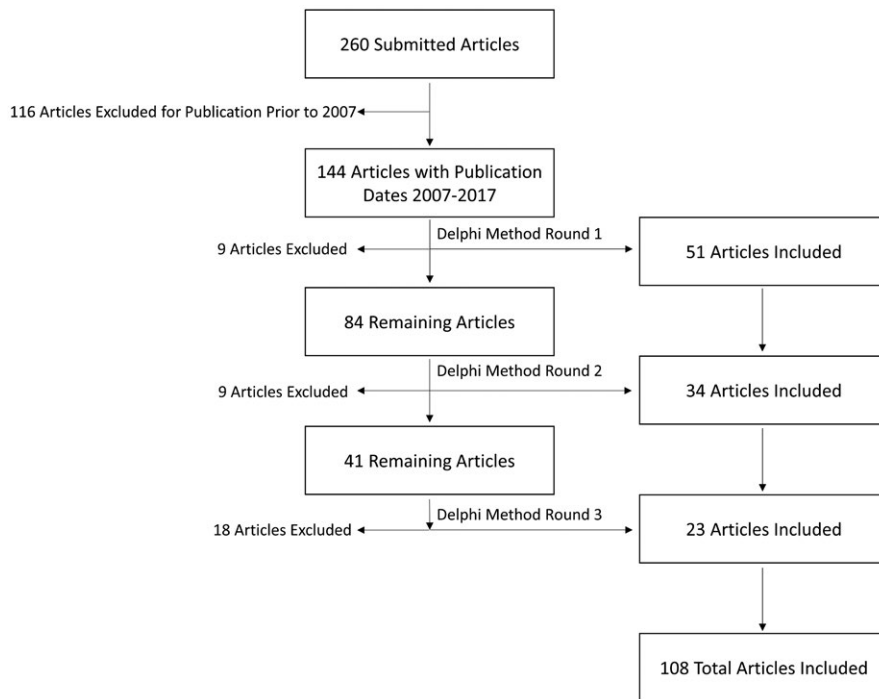 260 Submitted Articles
116 Articles Excluded for Publication Prior to 2007
144 Articles with Publication
Dates 2007-2017
Delphi Method Round 1
9 Articles Excluded
51 Articles Included
84 Remaining Articles
Delphi Method Round 2
9 Articles Excluded
34 Articles Included
41 Remaining Articles
Delphi Method Round 3
18 Articles Excluded
23 Articles Included
108 Total Articles Included